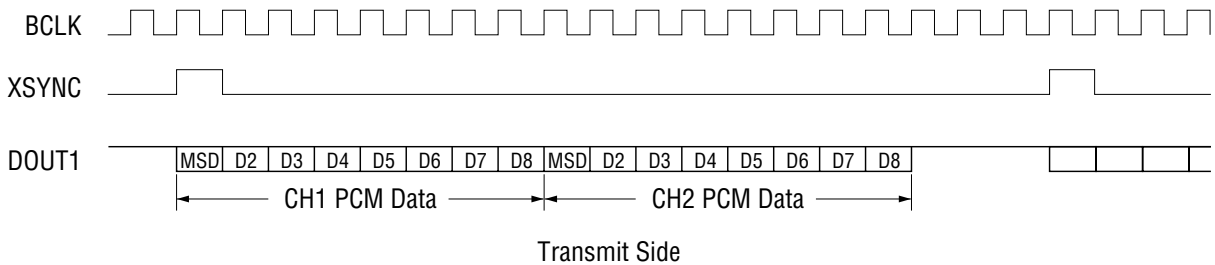 BCLK
XSYNC
DOUT1 MSD D2 D3 D4 D5 D6 D7 D8 MSD D2 D3 D4 D5 D6 D7 D8
CH1 PCM Data CH2 PCM Data
Transmit Side